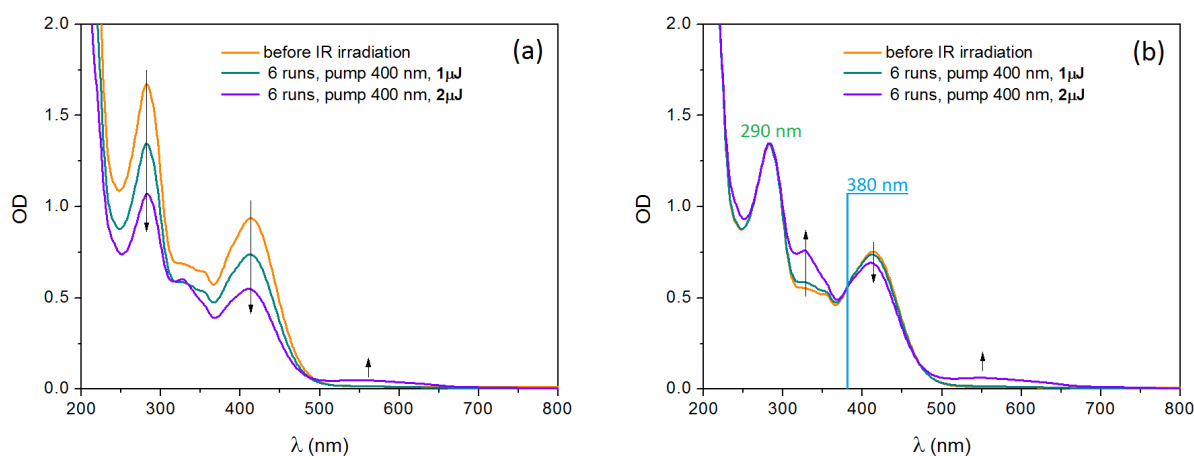 (a)
before IR irradiation
6 runs, pump 400 nm, 1μJ
6 runs, pump 400 nm, 2μJ
2.0
1.5
1.0
0.5
0.0
OD
200 300 400 500 600 700 800
λ (nm)
(b)
before IR irradiation
6 runs, pump 400 nm, 1μJ
6 runs, pump 400 nm, 2μJ
290 nm
380 nm
2.0
1.5
1.0
0.5
0.0
OD
200 300 400 500 600 700 800
λ (nm)